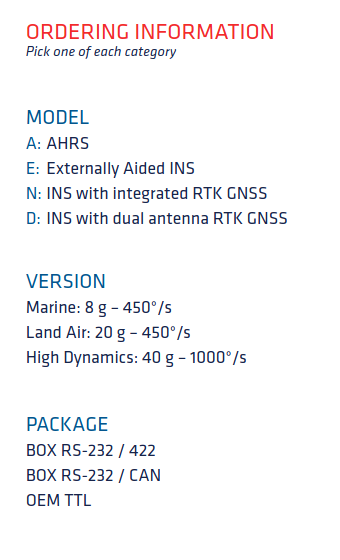 ORDERING INFORMATION
Pick one of each category
MODEL
A: AHRS
E: Externally Aided INS
N: INS with integrated RTK GNSS
D: INS with dual antenna RTK GNSS
VERSION
Marine: 8 g – 450°/s
Land Air: 20 g – 450°/s
High Dynamics: 40 g – 1000°/s
PACKAGE
BOX RS-232 / 422
BOX RS-232 / CAN
OEM TTL